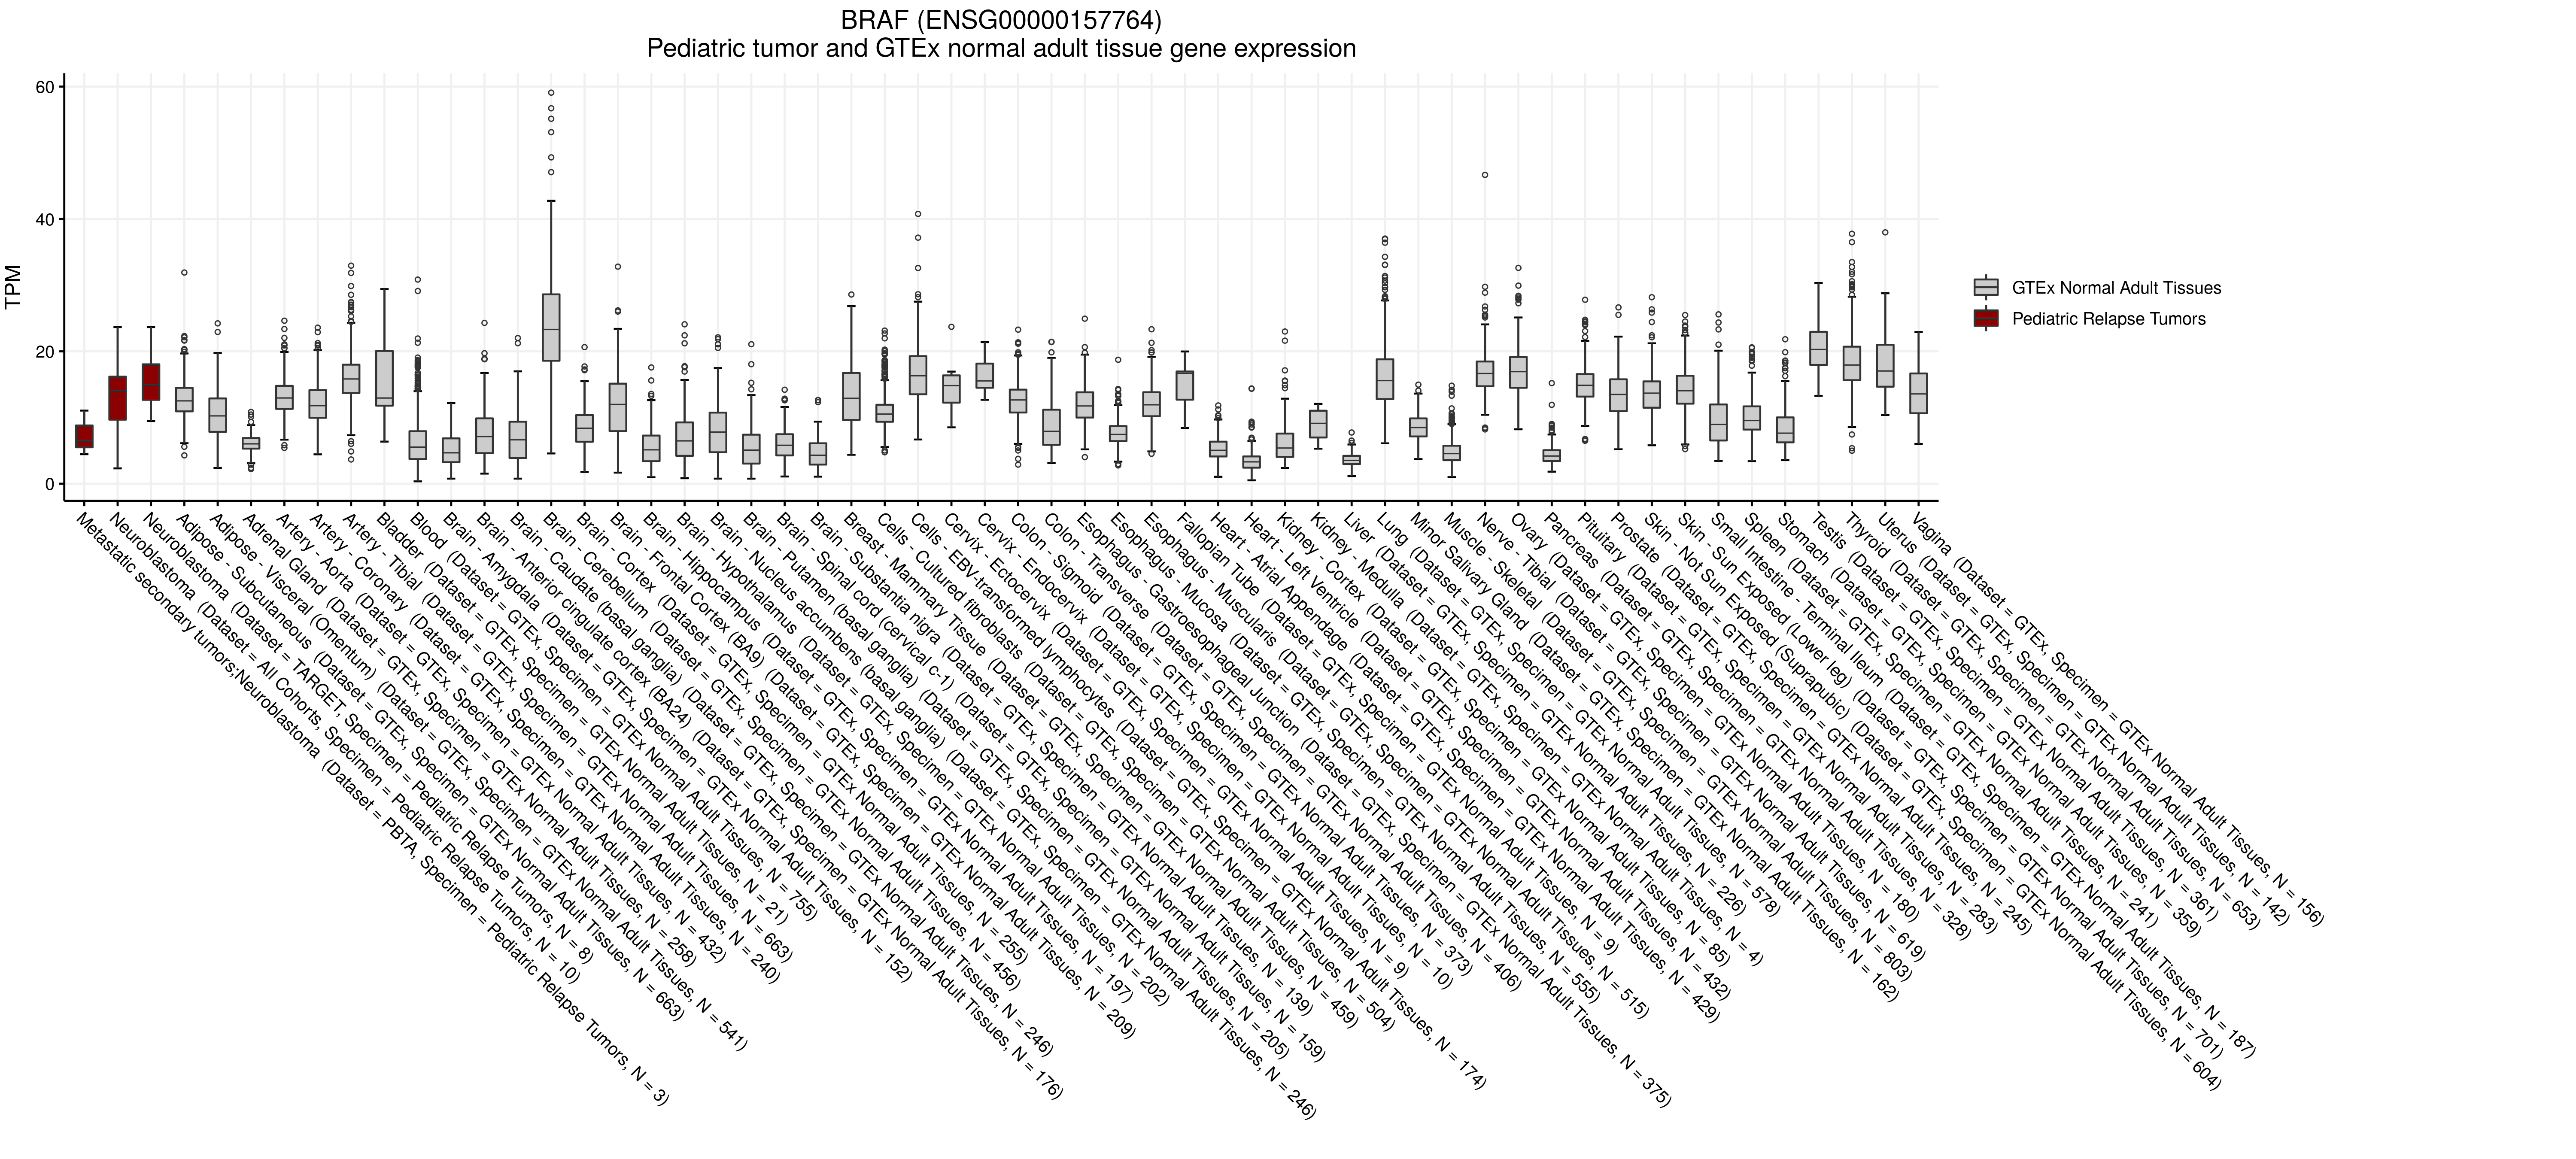 BRAF (ENSG00000157764)
Pediatric tumor and GTEx normal adult tissue gene expression
TPM
60
40
20
0
GTEx Normal Adult Tissues
Pediatric Relapse Tumors
Metastatic secondary tumors;Neuroblastoma (Dataset = PBTA, Specimen = Pediatric Relapse Tumors, N = 3)
Neuroblastoma (Dataset = All Cohorts, Specimen = Pediatric Relapse Tumors, N = 10)
Neuroblastoma (Dataset = TARGET, Specimen = Pediatric Relapse Tumors, N = 8)
Adipose - Subcutaneous (Dataset = GTEx, Specimen = GTEx Normal Adult Tissues, N = 663)
Adipose - Visceral (Omentum) (Dataset = GTEx, Specimen = GTEx Normal Adult Tissues, N = 541)
Adrenal Gland (Dataset = GTEx, Specimen = GTEx Normal Adult Tissues, N = 258)
Artery - Aorta (Dataset = GTEx, Specimen = GTEx Normal Adult Tissues, N = 432)
Artery - Coronary (Dataset = GTEx, Specimen = GTEx Normal Adult Tissues, N = 240)
Artery - Tibial (Dataset = GTEx, Specimen = GTEx Normal Adult Tissues, N = 663)
Bladder (Dataset = GTEx, Specimen = GTEx Normal Adult Tissues, N = 21)
Blood (Dataset = GTEx, Specimen = GTEx Normal Adult Tissues, N = 755)
Brain - Amygdala (Dataset = GTEx, Specimen = GTEx Normal Adult Tissues, N = 152)
Brain - Anterior cingulate cortex (BA24) (Dataset = GTEx, Specimen = GTEx Normal Adult Tissues, N = 176)
Brain - Caudate (basal ganglia) (Dataset = GTEx, Specimen = GTEx Normal Adult Tissues, N = 246)
Brain - Cerebellum (Dataset = GTEx, Specimen = GTEx Normal Adult Tissues, N = 456)
Brain - Cortex (Dataset = GTEx, Specimen = GTEx Normal Adult Tissues, N = 255)
Brain - Frontal Cortex (BA9) (Dataset = GTEx, Specimen = GTEx Normal Adult Tissues, N = 209)
Brain - Hippocampus (Dataset = GTEx, Specimen = GTEx Normal Adult Tissues, N = 197)
Brain - Hypothalamus (Dataset = GTEx, Specimen = GTEx Normal Adult Tissues, N = 202)
Brain - Nucleus accumbens (basal ganglia) (Dataset = GTEx, Specimen = GTEx Normal Adult Tissues, N = 246)
Brain - Putamen (basal ganglia) (Dataset = GTEx, Specimen = GTEx Normal Adult Tissues, N = 205)
Brain - Spinal cord (cervical c-1) (Dataset = GTEx, Specimen = GTEx Normal Adult Tissues, N = 159)
Brain - Substantia nigra (Dataset = GTEx, Specimen = GTEx Normal Adult Tissues, N = 139)
Breast - Mammary Tissue (Dataset = GTEx, Specimen = GTEx Normal Adult Tissues, N = 459)
Cells - Cultured fibroblasts (Dataset = GTEx, Specimen = GTEx Normal Adult Tissues, N = 504)
Cells - EBV-transformed lymphocytes (Dataset = GTEx, Specimen = GTEx Normal Adult Tissues, N = 174)
Cervix - Ectocervix (Dataset = GTEx, Specimen = GTEx Normal Adult Tissues, N = 9)
Cervix - Endocervix (Dataset = GTEx, Specimen = GTEx Normal Adult Tissues, N = 10)
Colon - Sigmoid (Dataset = GTEx, Specimen = GTEx Normal Adult Tissues, N = 373)
Colon - Transverse (Dataset = GTEx, Specimen = GTEx Normal Adult Tissues, N = 406)
Esophagus - Gastroesophageal Junction (Dataset = GTEx, Specimen = GTEx Normal Adult Tissues, N = 375)
Esophagus - Mucosa (Dataset = GTEx, Specimen = GTEx Normal Adult Tissues, N = 555)
Esophagus - Muscularis (Dataset = GTEx, Specimen = GTEx Normal Adult Tissues, N = 515)
Fallopian Tube (Dataset = GTEx, Specimen = GTEx Normal Adult Tissues, N = 9)
Heart - Atrial Appendage (Dataset = GTEx, Specimen = GTEx Normal Adult Tissues, N = 429)
Heart - Left Ventricle (Dataset = GTEx, Specimen = GTEx Normal Adult Tissues, N = 432)
Kidney - Cortex (Dataset = GTEx, Specimen = GTEx Normal Adult Tissues, N = 85)
Kidney - Medulla (Dataset = GTEx, Specimen = GTEx Normal Adult Tissues, N = 4)
Liver (Dataset = GTEx, Specimen = GTEx Normal Adult Tissues, N = 226)
Lung (Dataset = GTEx, Specimen = GTEx Normal Adult Tissues, N = 578)
Minor Salivary Gland (Dataset = GTEx, Specimen = GTEx Normal Adult Tissues, N = 162)
Muscle - Skeletal (Dataset = GTEx, Specimen = GTEx Normal Adult Tissues, N = 803)
Nerve - Tibial (Dataset = GTEx, Specimen = GTEx Normal Adult Tissues, N = 619)
Ovary (Dataset = GTEx, Specimen = GTEx Normal Adult Tissues, N = 180)
Pancreas (Dataset = GTEx, Specimen = GTEx Normal Adult Tissues, N = 328)
Pituitary (Dataset = GTEx, Specimen = GTEx Normal Adult Tissues, N = 283)
Prostate (Dataset = GTEx, Specimen = GTEx Normal Adult Tissues, N = 245)
Skin - Not Sun Exposed (Suprapubic) (Dataset = GTEx, Specimen = GTEx Normal Adult Tissues, N = 604)
Skin - Sun Exposed (Lower leg) (Dataset = GTEx, Specimen = GTEx Normal Adult Tissues, N = 701)
Small Intestine - Terminal Ileum (Dataset = GTEx, Specimen = GTEx Normal Adult Tissues, N = 187)
Spleen (Dataset = GTEx, Specimen = GTEx Normal Adult Tissues, N = 241)
Stomach (Dataset = GTEx, Specimen = GTEx Normal Adult Tissues, N = 359)
Testis (Dataset = GTEx, Specimen = GTEx Normal Adult Tissues, N = 361)
Thyroid (Dataset = GTEx, Specimen = GTEx Normal Adult Tissues, N = 653)
Uterus (Dataset = GTEx, Specimen = GTEx Normal Adult Tissues, N = 142)
Vagina (Dataset = GTEx, Specimen = GTEx Normal Adult Tissues, N = 156)